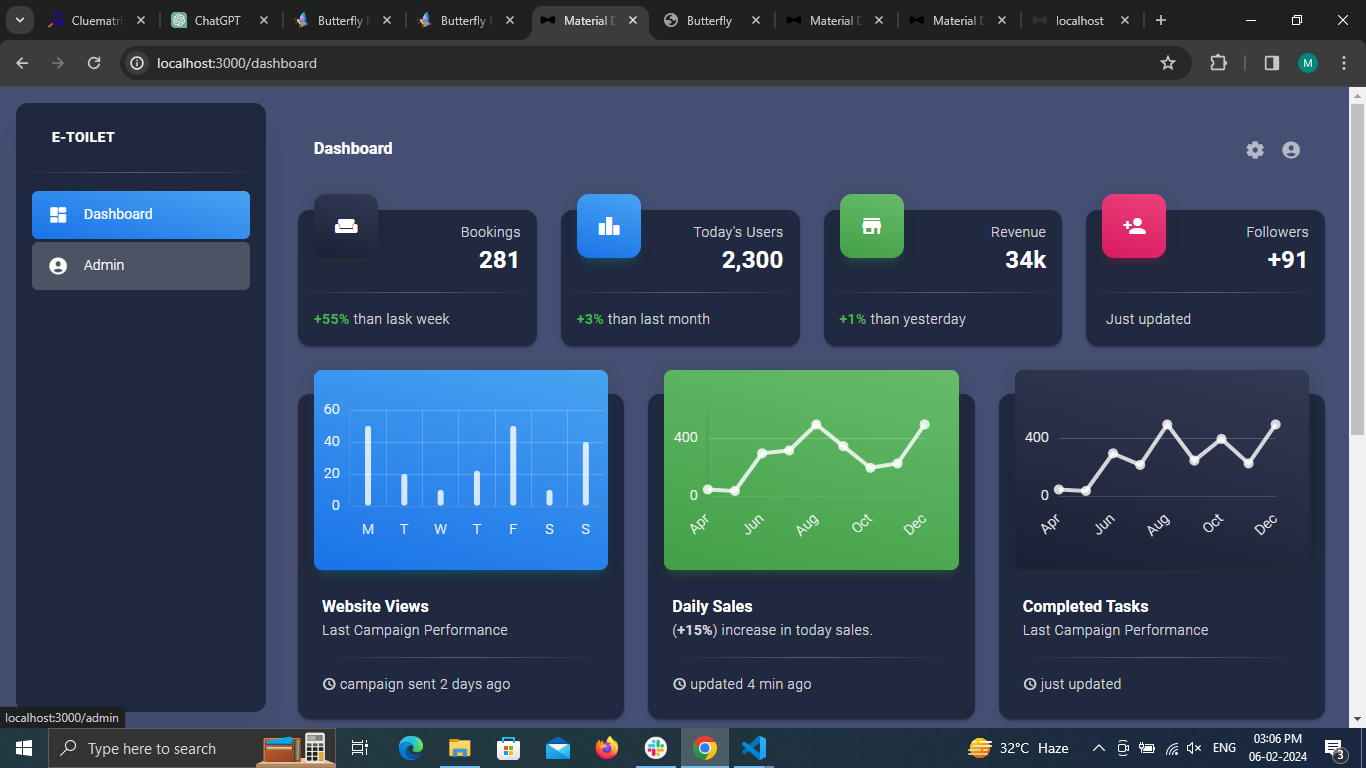 Cluematri
ChatGPT
Butterfly
Butterfly
Material D
Butterfly
Material D
Material D
localhost
localhost:3000/dashboard
M
E-TOILET
Dashboard
Admin
Dashboard
Bookings
281
+55% than lask week
Today's Users
2,300
+3% than last month
Revenue
34k
+1% than yesterday
Followers
+91
Just updated
60
40
20
0
M T W T F S S
Website Views
Last Campaign Performance
campaign sent 2 days ago
400
0
Apr Jun Aug Oct Dec
Daily Sales
(+15%) increase in today sales.
updated 4 min ago
400
0
Apr Jun Aug Oct Dec
Completed Tasks
Last Campaign Performance
just updated
localhost:3000/admin
Type here to search
32°C Haze
ENG
03:06 PM
06-02-2024
3